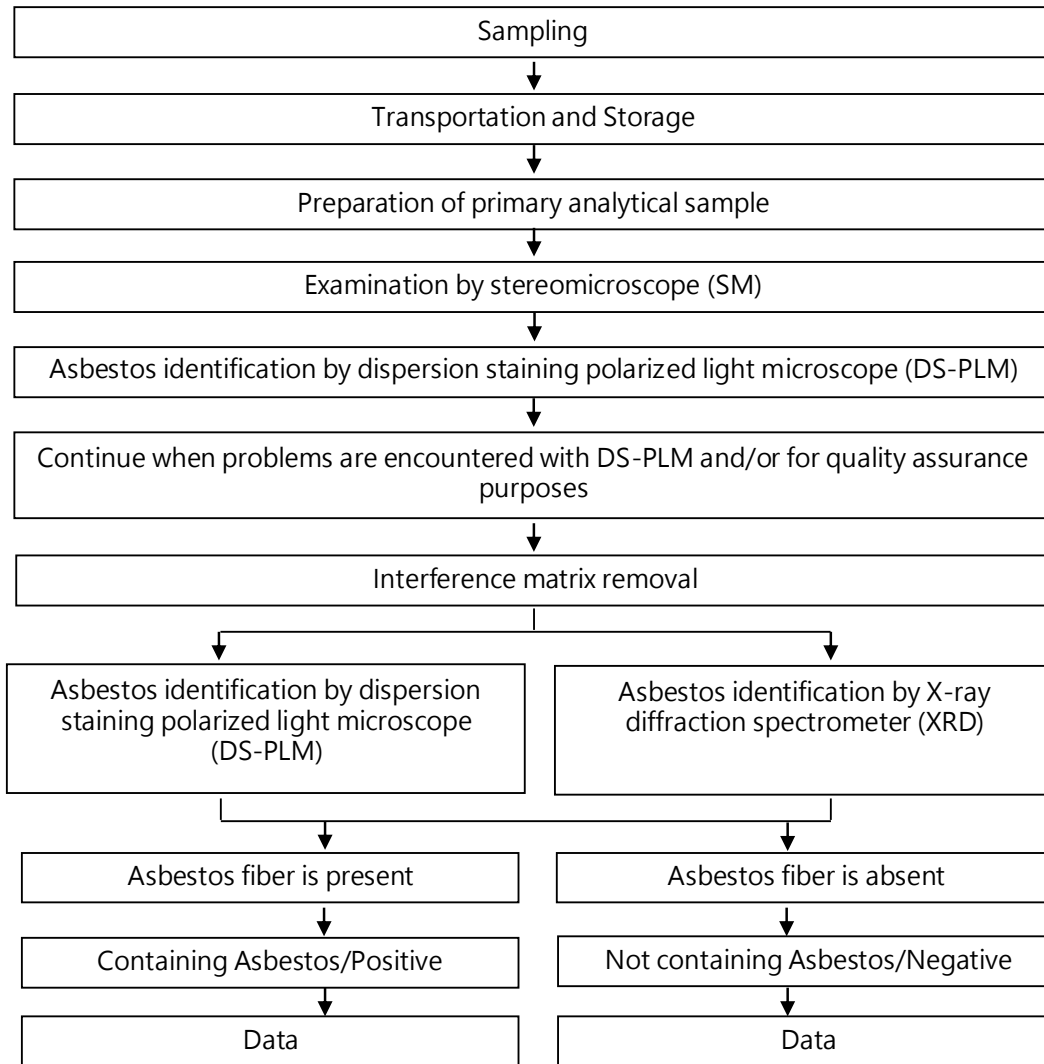 Sampling
Transportation and Storage
Preparation of primary analytical sample
Examination by stereomicroscope (SM)
Asbestos identification by dispersion staining polarized light microscope (DS-PLM)
Continue when problems are encountered with DS-PLM and/or for quality assurance
purposes
Interference matrix removal
Asbestos identification by dispersion
staining polarized light microscope
(DS-PLM)
Asbestos identification by X-ray
diffraction spectrometer (XRD)
Asbestos fiber is present
Asbestos fiber is absent
Containing Asbestos/Positive
Not containing Asbestos/Negative
Data
Data